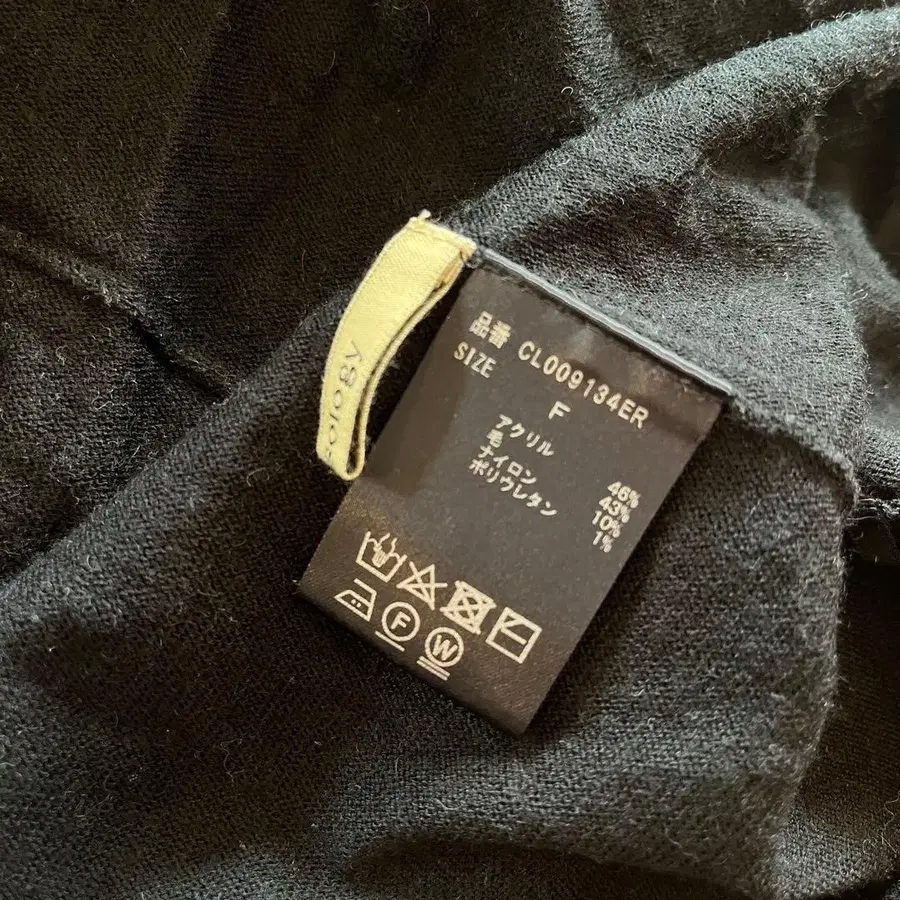 ology
品番 CL009134ER
SIZE F
アクリル 46%
毛 43%
ナイロン 10%
ポリウレタン 1%
F
W